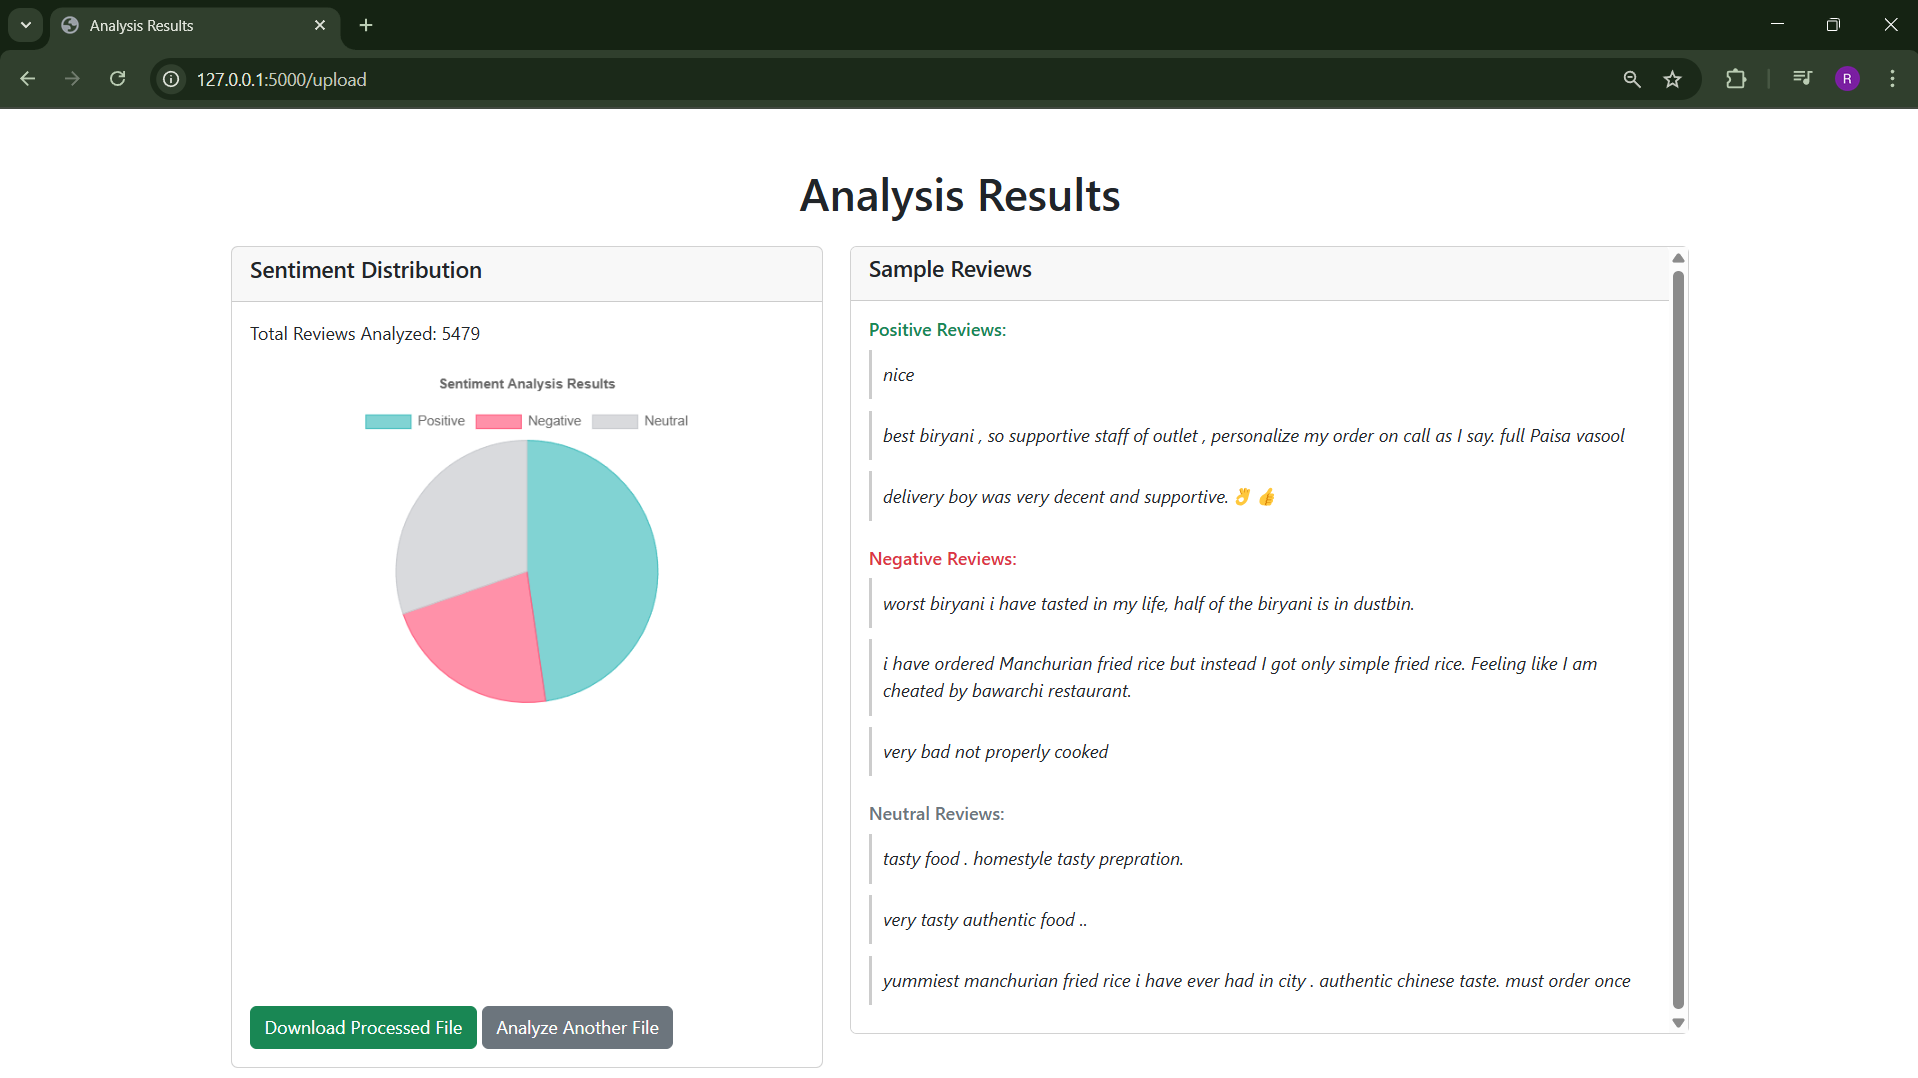 Analysis Results
127.0.0.1:5000/upload
R
Analysis Results
Sentiment Distribution
Total Reviews Analyzed: 5479
Sentiment Analysis Results
Positive Negative Neutral
Download Processed File Analyze Another File
Sample Reviews
Positive Reviews:
nice
best biryani , so supportive staff of outlet , personalize my order on call as I say. full Paisa vasool
delivery boy was very decent and supportive. 👌 👍
Negative Reviews:
worst biryani i have tasted in my life, half of the biryani is in dustbin.
i have ordered Manchurian fried rice but instead I got only simple fried rice. Feeling like I am
cheated by bawarchi restaurant.
very bad not properly cooked
Neutral Reviews:
tasty food . homestyle tasty prepration.
very tasty authentic food ..
yummiest manchurian fried rice i have ever had in city . authentic chinese taste. must order once